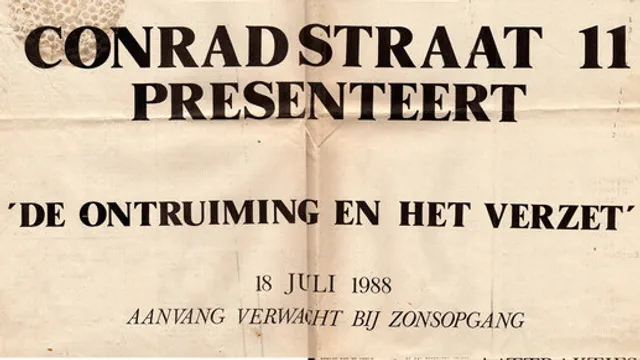 CONRADSTRAAT 11
PRESENTEERT
´DE ONTRUIMING EN HET VERZET´
18 JULI 1988
AANVANG VERWACHT BIJ ZONSOPGANG